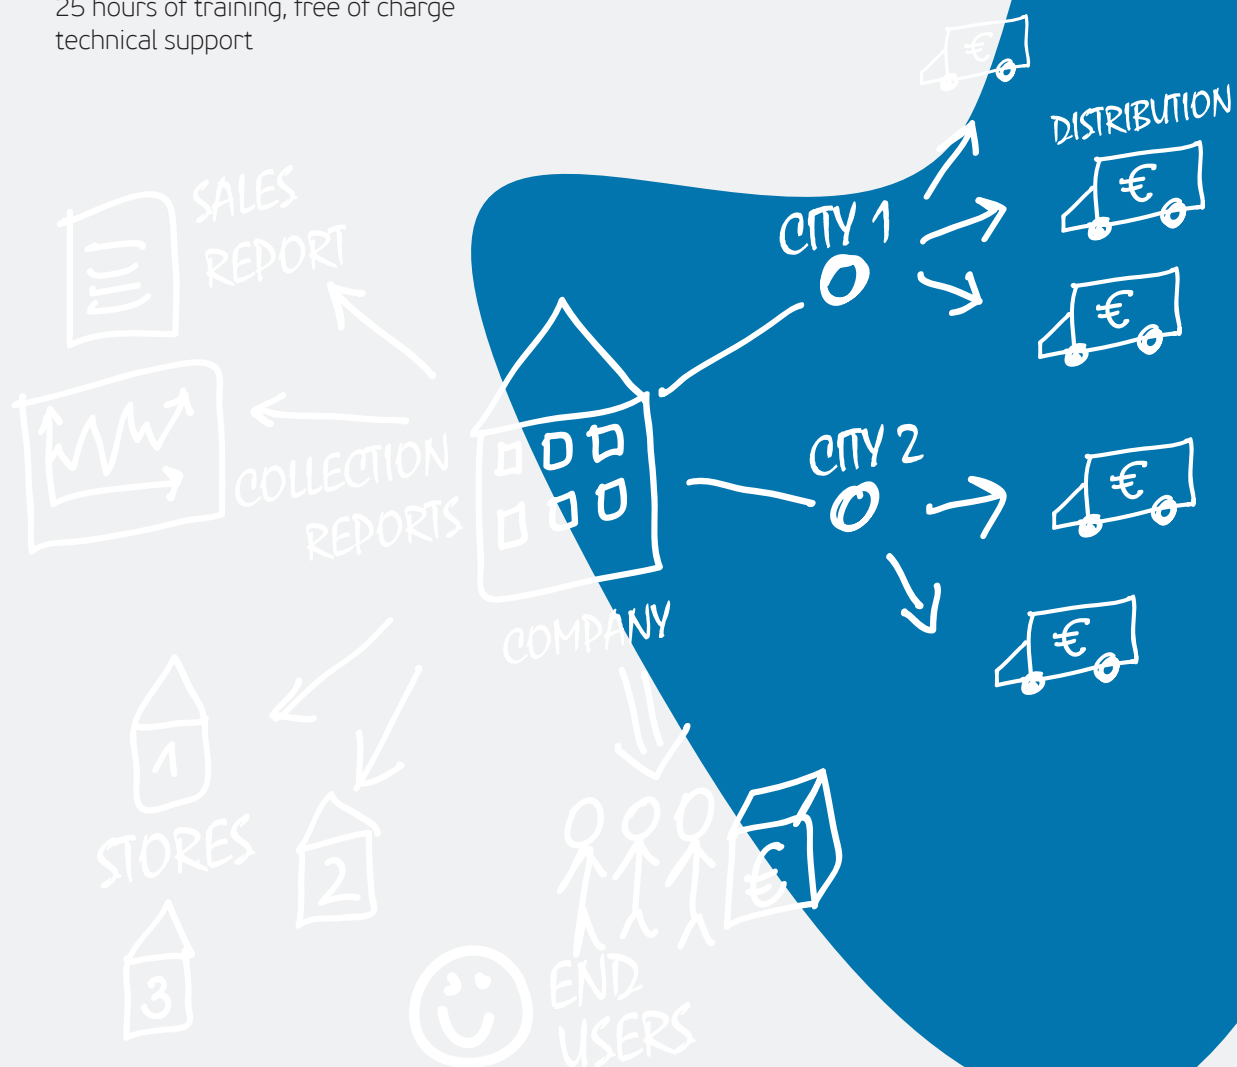 25 hours of training, free of charge
technical support
€
DISTRIBUTION
€
SALES
REPORT
CITY 1
€
COLLECTION
REPORTS
CITY 2
€
COMPANY
€
1
STORES
2
€
3
END
USERS